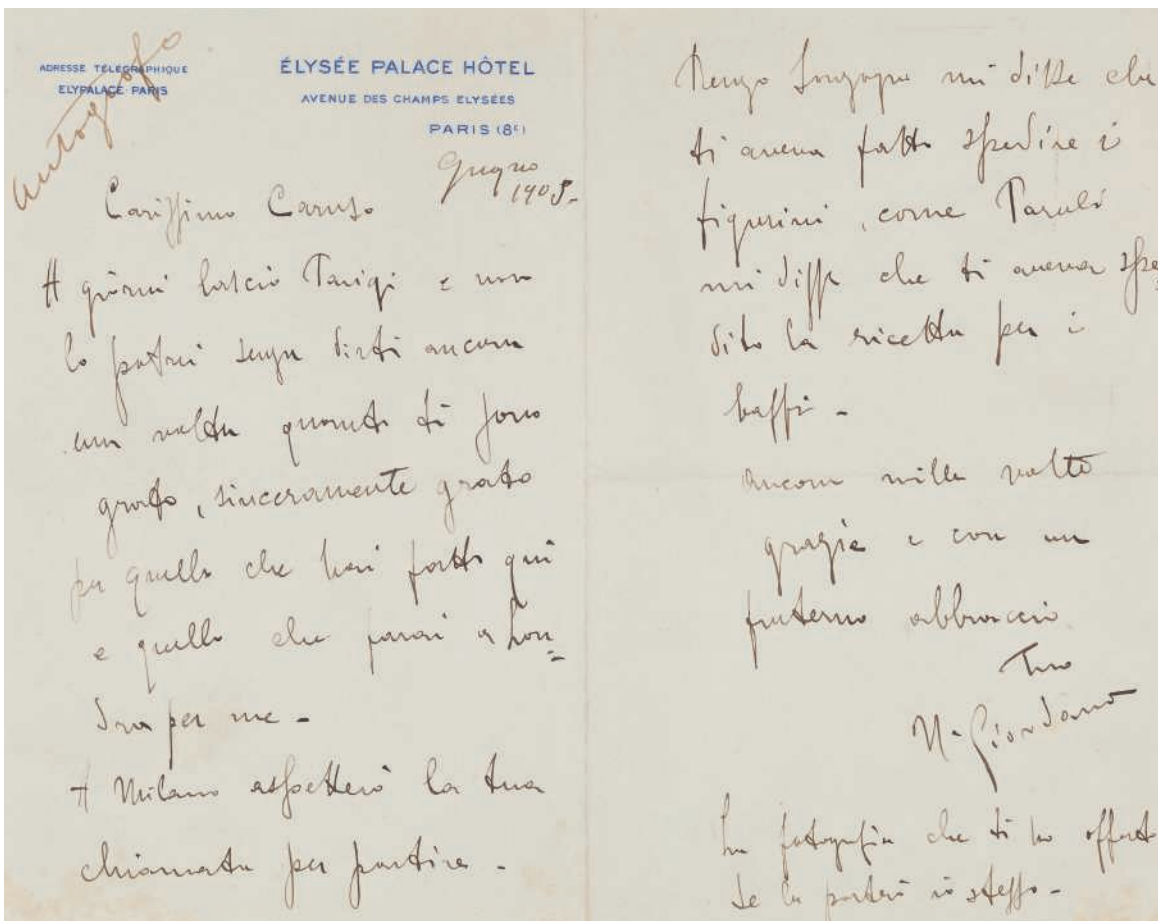 autografo
ADRESSE TÉLÉGRAPHIQUE
ELYPALACE-PARIS
ÉLYSÉE PALACE HÔTEL
AVENUE DES CHAMPS ELYSÉES
PARIS (8e)
Giugno
1905-
Carissimo Caruso
A giorni lascio Parigi e non
lo potrei senza dirti ancora
una volta quanto ti sono
grato, sinceramente grato
per quello che hai fatto qui
e quello che farai a Lon=
dra per me -
A Milano aspetterò la tua
chiamata per partire -
Renzo Sonzogno mi disse che
ti aveva fatto spedire i
figurini, come
mi disse che ti aveva spe-
dito la ricetta per i
baffi -
ancora mille volte
grazie e con un
fraterno abbraccio
Tuo
U. Giordano
La fotografia che ti ho offerto
te la porterò io stesso -